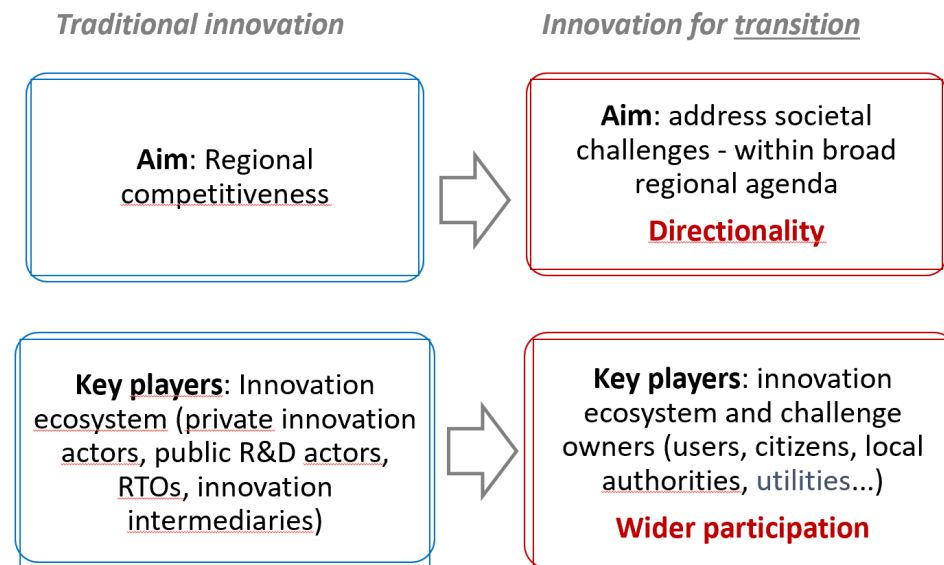 Traditional innovation
Innovation for transition
Aim: Regional
competitiveness
Aim: address societal
challenges - within broad
regional agenda
Directionality
Key players: Innovation
ecosystem (private innovation
actors, public R&D actors,
RTOs, innovation
intermediaries)
Key players: innovation
ecosystem and challenge
owners (users, citizens, local
authorities, utilities...)
Wider participation